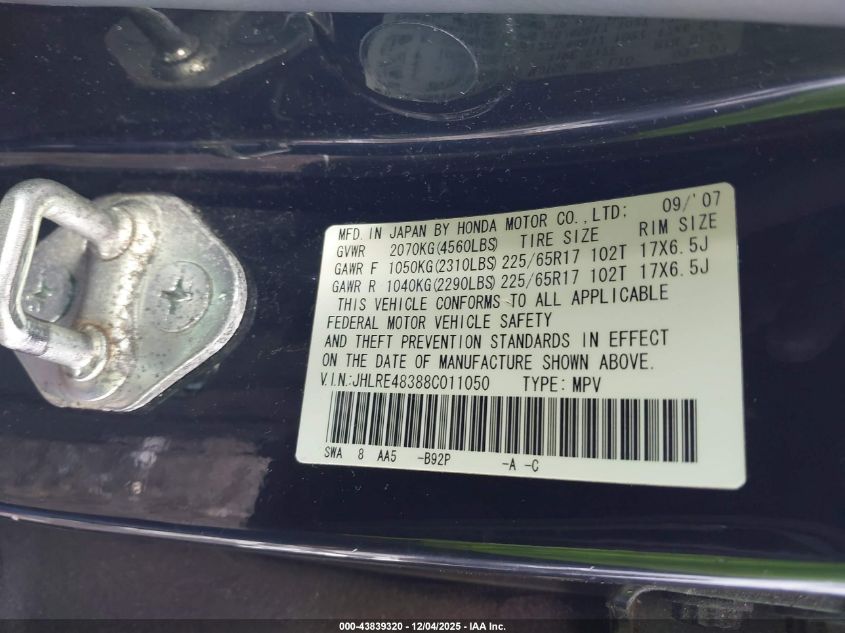 MFD. IN JAPAN BY HONDA MOTOR CO., LTD: 09/'07
GVWR 2070KG(4560LBS) TIRE SIZE RIM SIZE
GAWR F 1050KG(2310LBS) 225/65R17 102T 17X6.5J
GAWR R 1040KG(2290LBS) 225/65R17 102T 17X6.5J
THIS VEHICLE CONFORMS TO ALL APPLICABLE
FEDERAL MOTOR VEHICLE SAFETY
AND THEFT PREVENTION STANDARDS IN EFFECT
ON THE DATE OF MANUFACTURE SHOWN ABOVE.
V.I.N.:JHLRE48388C011050 TYPE: MPV
SWA 8 AA5 -B92P -A -C
000-43839320 - 12/04/2025 - IAA Inc.